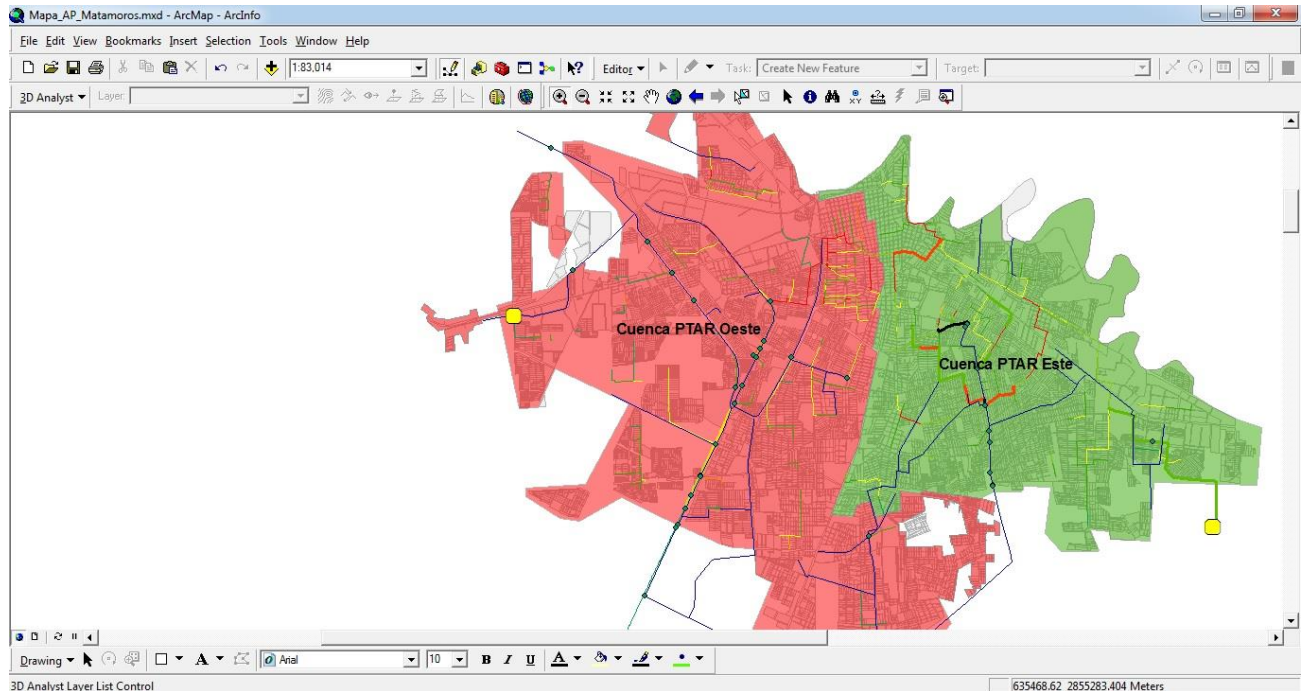 Mapa_AP_Matamoros.mxd - ArcMap - ArcInfo
File Edit View Bookmarks Insert Selection Tools Window Help
1:83,014 Editor Task: Create New Feature Target:
3D Analyst Layer:
Cuenca PTAR Oeste
Cuenca PTAR Este
Drawing A Arial 10 B I U A
3D Analyst Layer List Control 635468.62 2855283.404 Meters